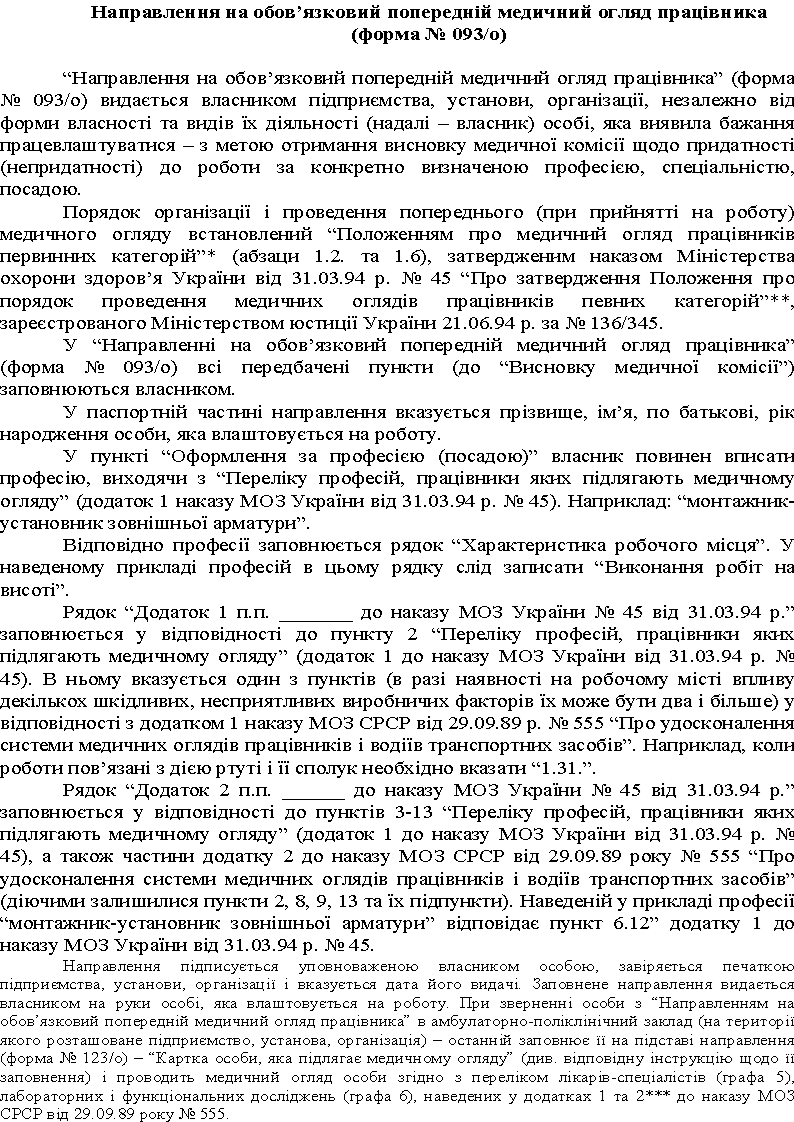 Направлення на обов’язковий попередній медичний огляд працівника
(форма № 093/о)
“Направлення на обов’язковий попередній медичний огляд працівника” (форма
№ 093/о) видається власником підприємства, установи, організації, незалежно від
форми власності та видів їх діяльності (надалі – власник) особі, яка виявила бажання
працевлаштуватися – з метою отримання висновку медичної комісії щодо придатності
(непридатності) до роботи за конкретно визначеною професією, спеціальністю,
посадою.
Порядок організації і проведення попереднього (при прийнятті на роботу)
медичного огляду встановлений “Положенням про медичний огляд працівників
первинних категорій”* (абзаци 1.2. та 1.6), затвердженим наказом Міністерства
охорони здоров’я України від 31.03.94 р. № 45 “Про затвердження Положення про
порядок проведення медичних оглядів працівників певних категорій”**,
зареєстрованого Міністерством юстиції України 21.06.94 р. за № 136/345.
У “Направленні на обов’язковий попередній медичний огляд працівника”
(форма № 093/о) всі передбачені пункти (до “Висновку медичної комісії”)
заповнюються власником.
У паспортній частині направлення вказується прізвище, ім’я, по батькові, рік
народження особи, яка влаштовується на роботу.
У пункті “Оформлення за професією (посадою)” власник повинен вписати
професію, виходячи з “Переліку професій, працівники яких підлягають медичному
огляду” (додаток 1 наказу МОЗ України від 31.03.94 р. № 45). Наприклад: “монтажник-
установник зовнішньої арматури”.
Відповідно професії заповнюється рядок “Характеристика робочого місця”. У
наведеному прикладі професій в цьому рядку слід записати “Виконання робіт на
висоті”.
Рядок “Додаток 1 п.п. _______ до наказу МОЗ України № 45 від 31.03.94 р.”
заповнюється у відповідності до пункту 2 “Переліку професій, працівники яких
підлягають медичному огляду” (додаток 1 до наказу МОЗ України від 31.03.94 р. №
45). В ньому вказується один з пунктів (в разі наявності на робочому місті впливу
декількох шкідливих, несприятливих виробничих факторів їх може бути два і більше) у
відповідності з додатком 1 наказу МОЗ СРСР від 29.09.89 р. № 555 “Про удосконалення
системи медичних оглядів працівників і водіїв транспортних засобів”. Наприклад, коли
роботи пов’язані з дією ртуті і її сполук необхідно вказати “1.31.”.
Рядок “Додаток 2 п.п. ______ до наказу МОЗ України № 45 від 31.03.94 р.”
заповнюється у відповідності до пунктів 3-13 “Переліку професій, працівники яких
підлягають медичному огляду” (додаток 1 до наказу МОЗ України від 31.03.94 р. №
45), а також частини додатку 2 до наказу МОЗ СРСР від 29.09.89 року № 555 “Про
удосконалення системи медичних оглядів працівників і водіїв транспортних засобів”
(діючими залишилися пункти 2, 8, 9, 13 та їх підпункти). Наведеній у прикладі професії
“монтажник-установник зовнішньої арматури” відповідає пункт 6.12” додатку 1 до
наказу МОЗ України від 31.03.94 р. № 45.
Направлення підписується уповноваженою власником особою, завіряється печаткою
підприємства, установи, організації і вказується дата його видачі. Заповнене направлення видається
власником на руки особі, яка влаштовується на роботу. При зверненні особи з “Направленням на
обов’язковий попередній медичний огляд працівника” в амбулаторно-поліклінічний заклад (на території
якого розташоване підприємство, установа, організація) – останній заповнює її на підставі направлення
(форма № 123/о) – “Картка особи, яка підлягає медичному огляду” (див. відповідну інструкцію щодо її
заповнення) і проводить медичний огляд особи згідно з переліком лікарів-спеціалістів (графа 5),
лабораторних і функціональних досліджень (графа 6), наведених у додатках 1 та 2*** до наказу МОЗ
СРСР від 29.09.89 року № 555.